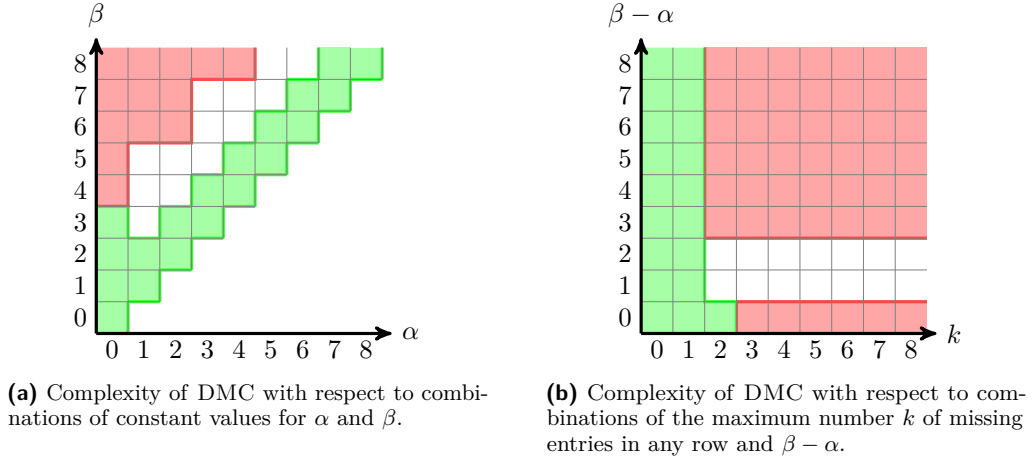 β
8
7
6
5
4
3
2
1
0
0 1 2 3 4 5 6 7 8
α
(a) Complexity of DMC with respect to combi-
nations of constant values for α and β.
β − α
8
7
6
5
4
3
2
1
0
0 1 2 3 4 5 6 7 8
k
(b) Complexity of DMC with respect to com-
binations of the maximum number k of missing
entries in any row and β − α.